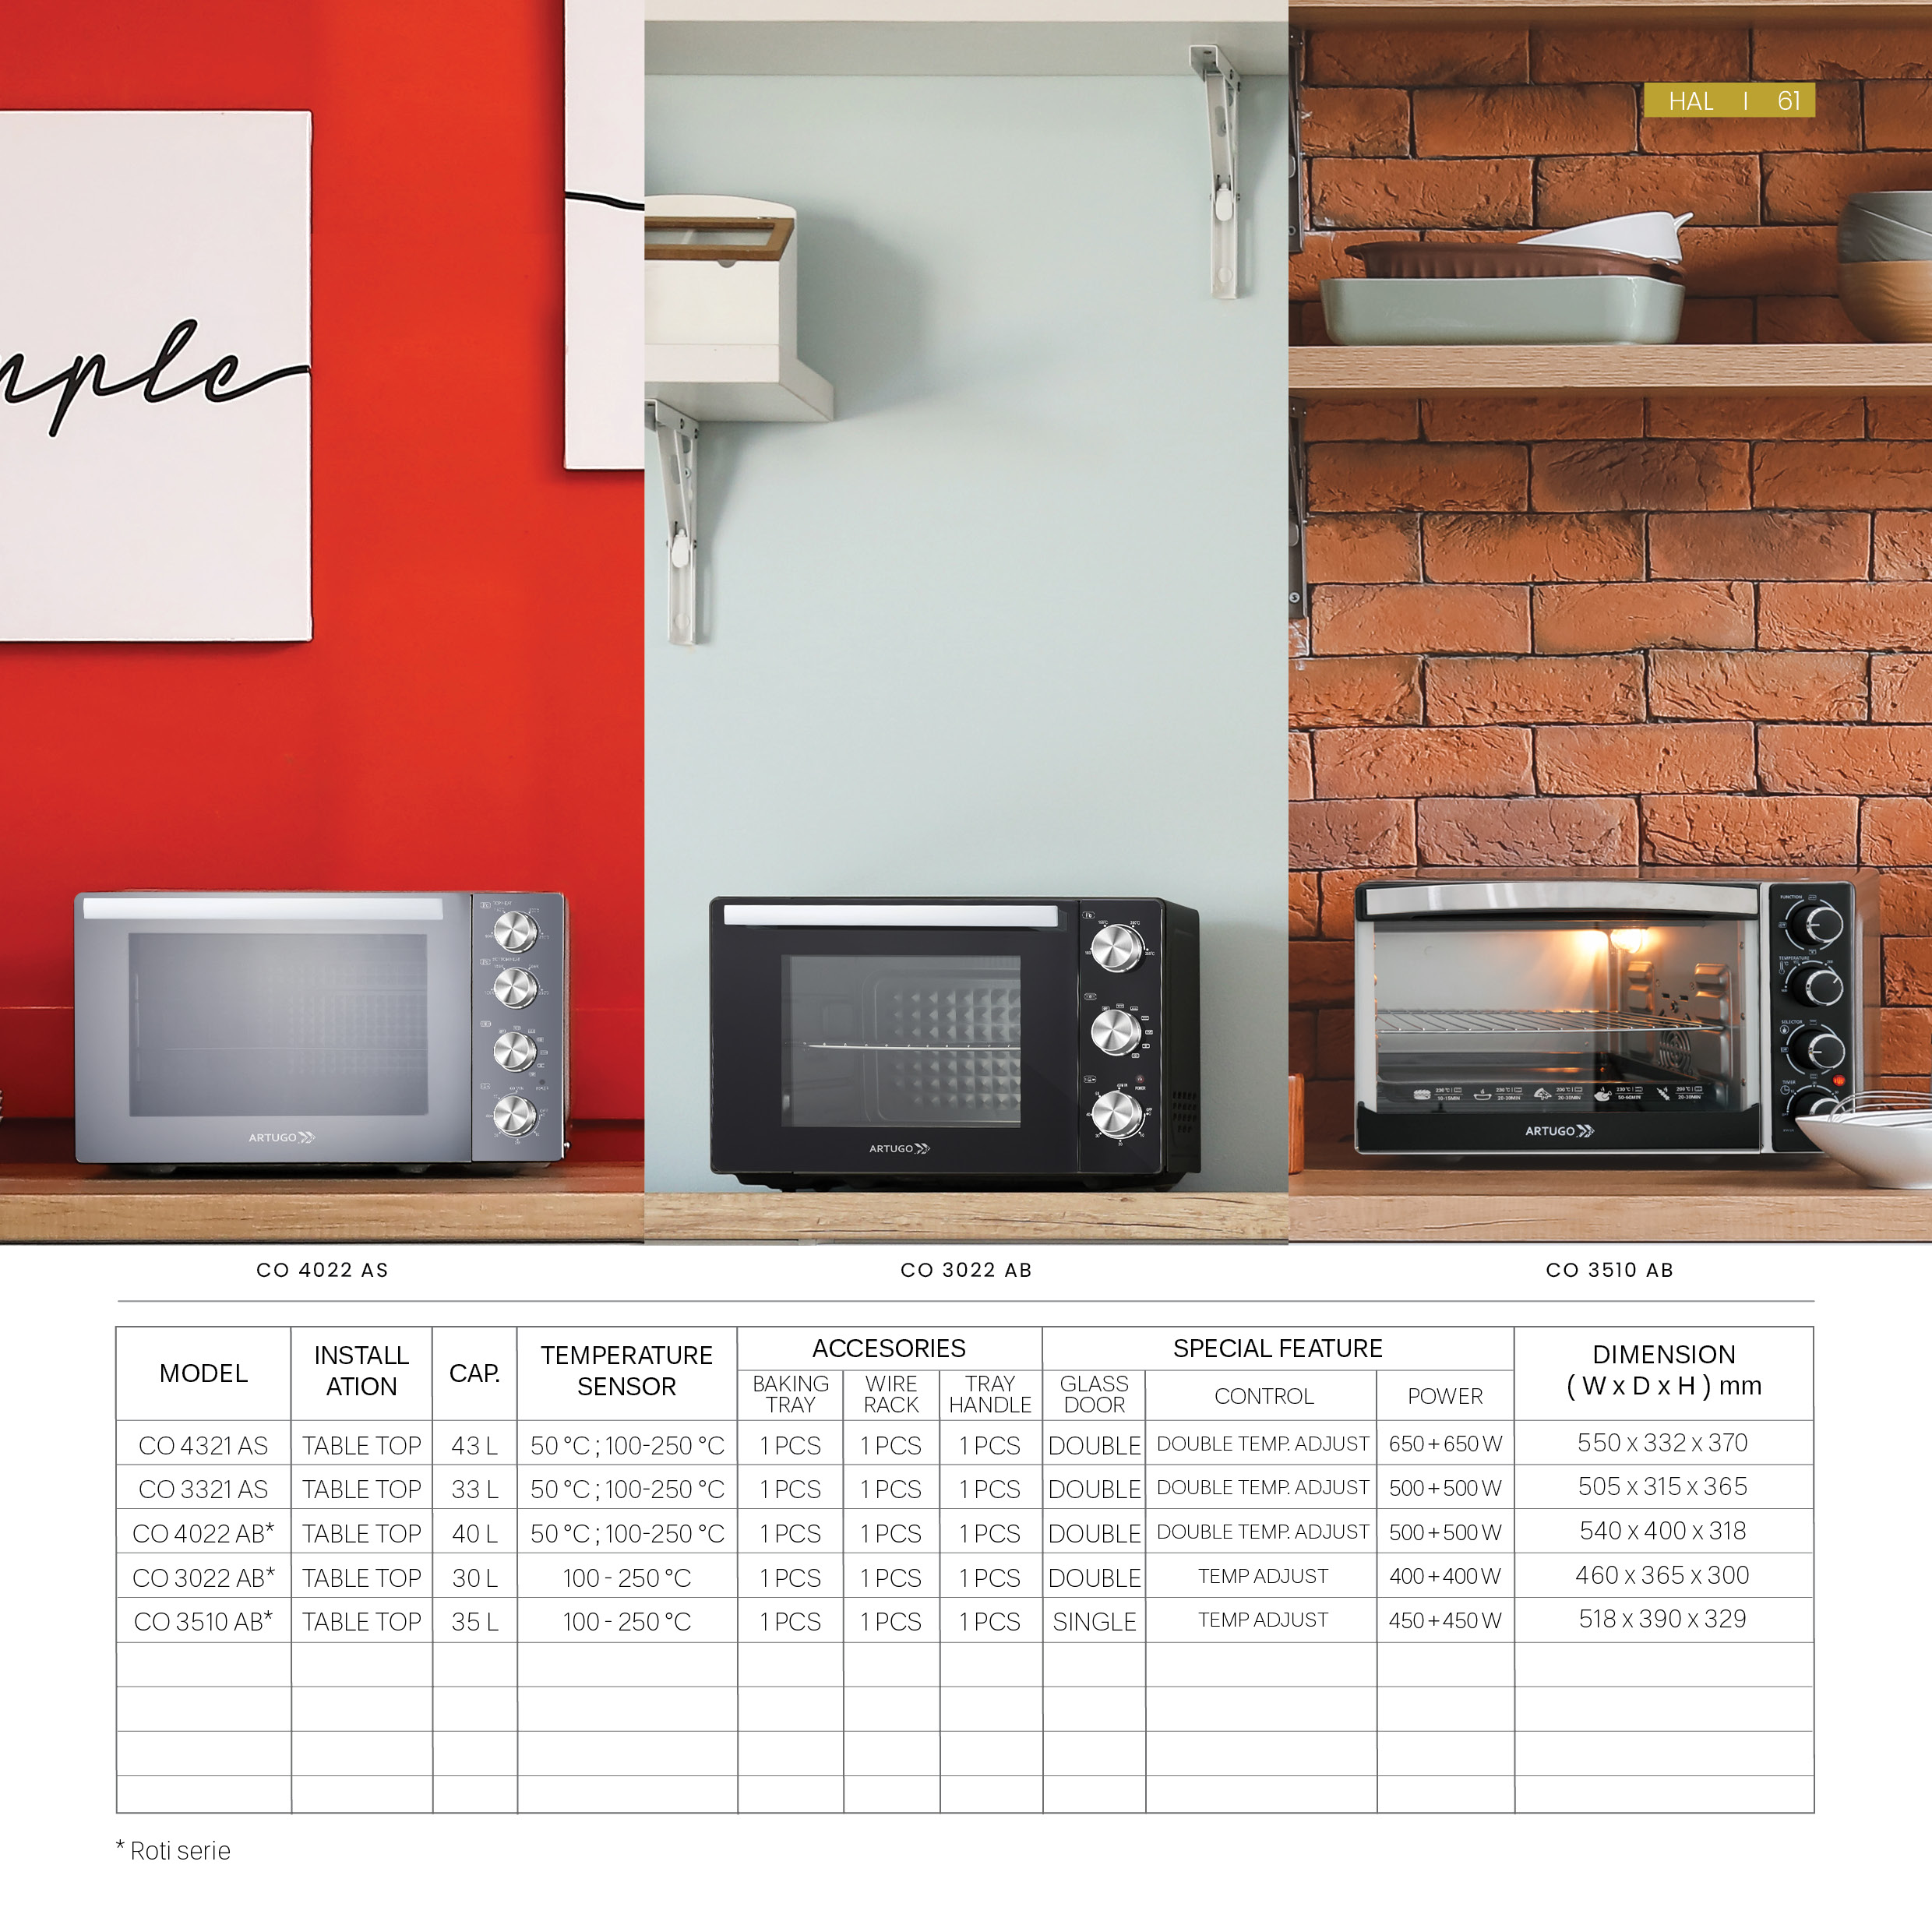 HAL | 61
mple
ARTUGO
ARTUGO
ARTUGO
FUNCTION
TEMPERATURE
SELECTOR
TIMER
CO 4022 AS
CO 3022 AB
CO 3510 AB
MODEL INSTALL ATION CAP. TEMPERATURE SENSOR ACCESORIES SPECIAL FEATURE DIMENSION ( W x D x H ) mm
BAKING TRAY WIRE RACK TRAY HANDLE GLASS DOOR CONTROL POWER
CO 4321 AS TABLE TOP 43 L 50 °C ; 100-250 °C 1 PCS 1 PCS 1 PCS DOUBLE DOUBLE TEMP. ADJUST 650 + 650 W 550 x 332 x 370
CO 3321 AS TABLE TOP 33 L 50 °C ; 100-250 °C 1 PCS 1 PCS 1 PCS DOUBLE DOUBLE TEMP. ADJUST 500 + 500 W 505 x 315 x 365
CO 4022 AB* TABLE TOP 40 L 50 °C ; 100-250 °C 1 PCS 1 PCS 1 PCS DOUBLE DOUBLE TEMP. ADJUST 500 + 500 W 540 x 400 x 318
CO 3022 AB* TABLE TOP 30 L 100 - 250 °C 1 PCS 1 PCS 1 PCS DOUBLE TEMP ADJUST 400 + 400 W 460 x 365 x 300
CO 3510 AB* TABLE TOP 35 L 100 - 250 °C 1 PCS 1 PCS 1 PCS SINGLE TEMP ADJUST 450 + 450 W 518 x 390 x 329
* Roti serie